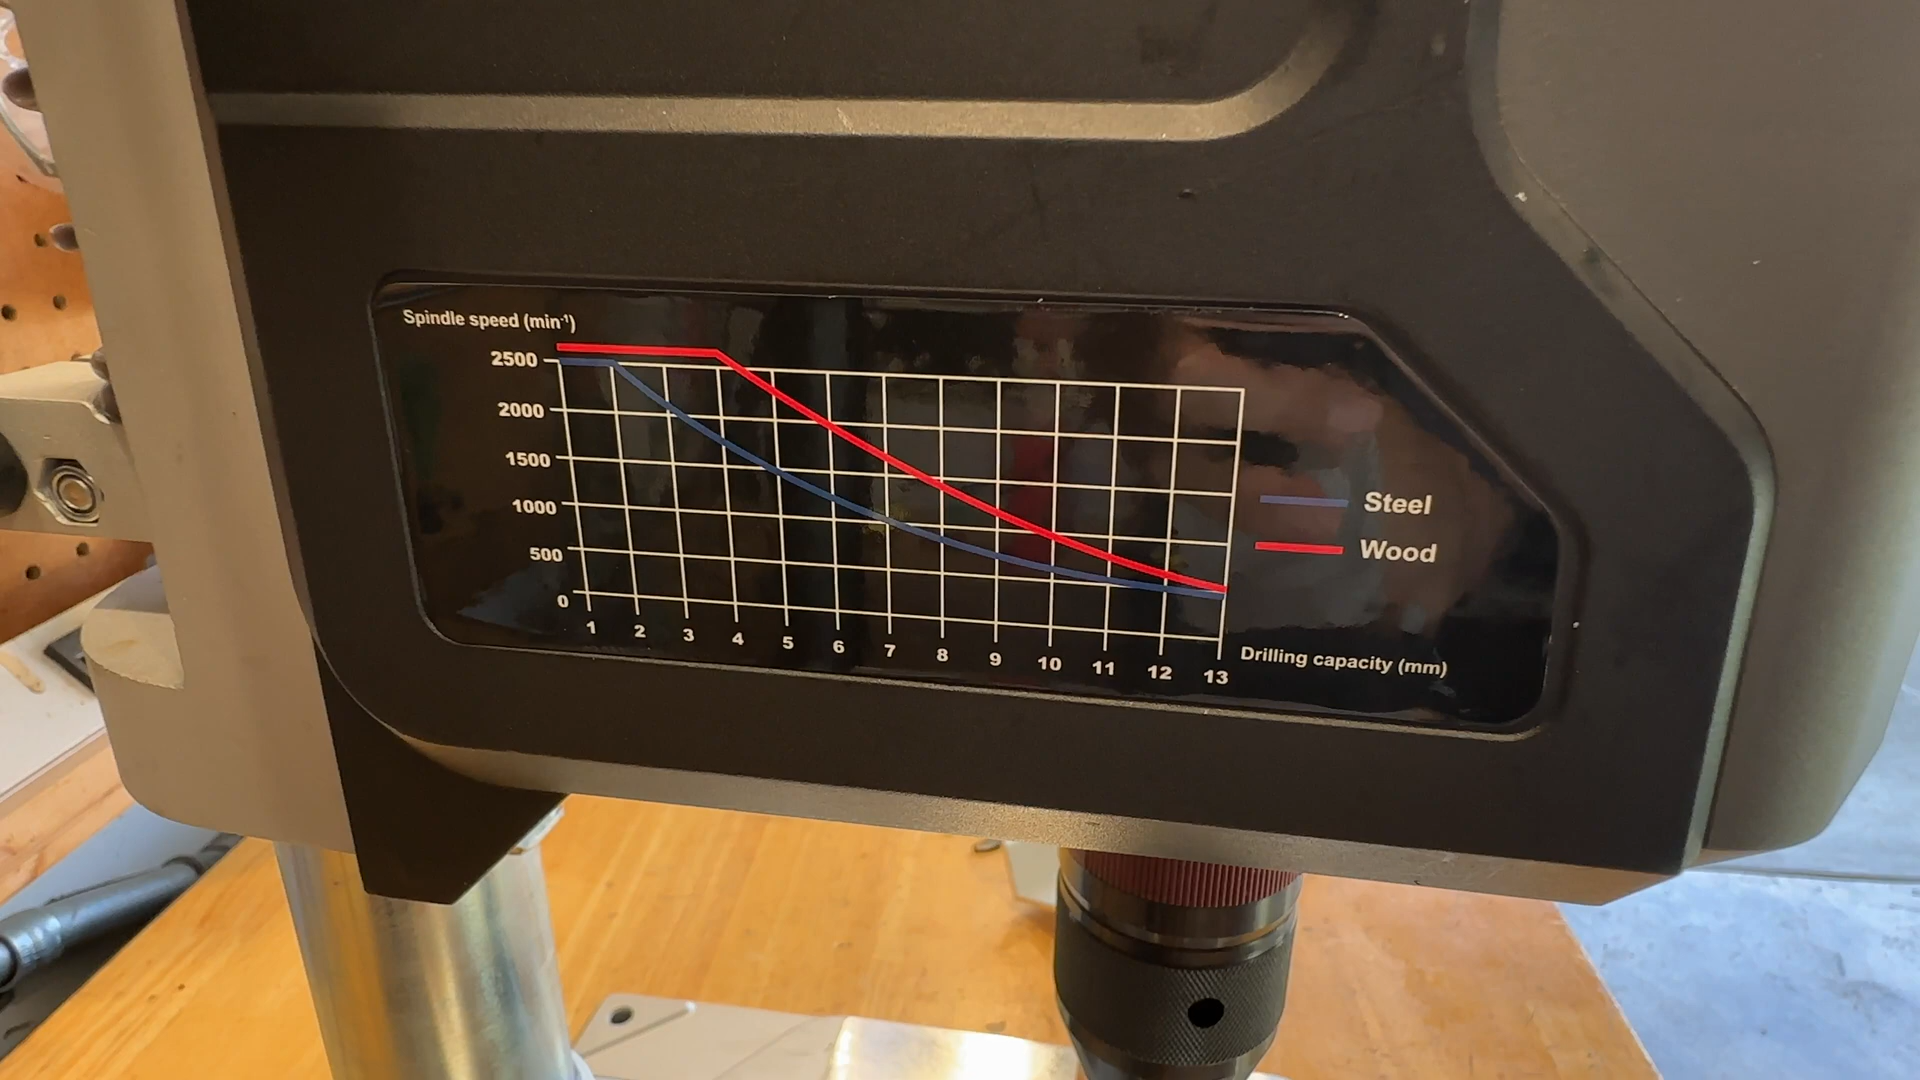 Spindle speed (min⁻¹)
2500
2000
1500
1000
500
0
1 2 3 4 5 6 7 8 9 10 11 12 13
Drilling capacity (mm)
Steel
Wood